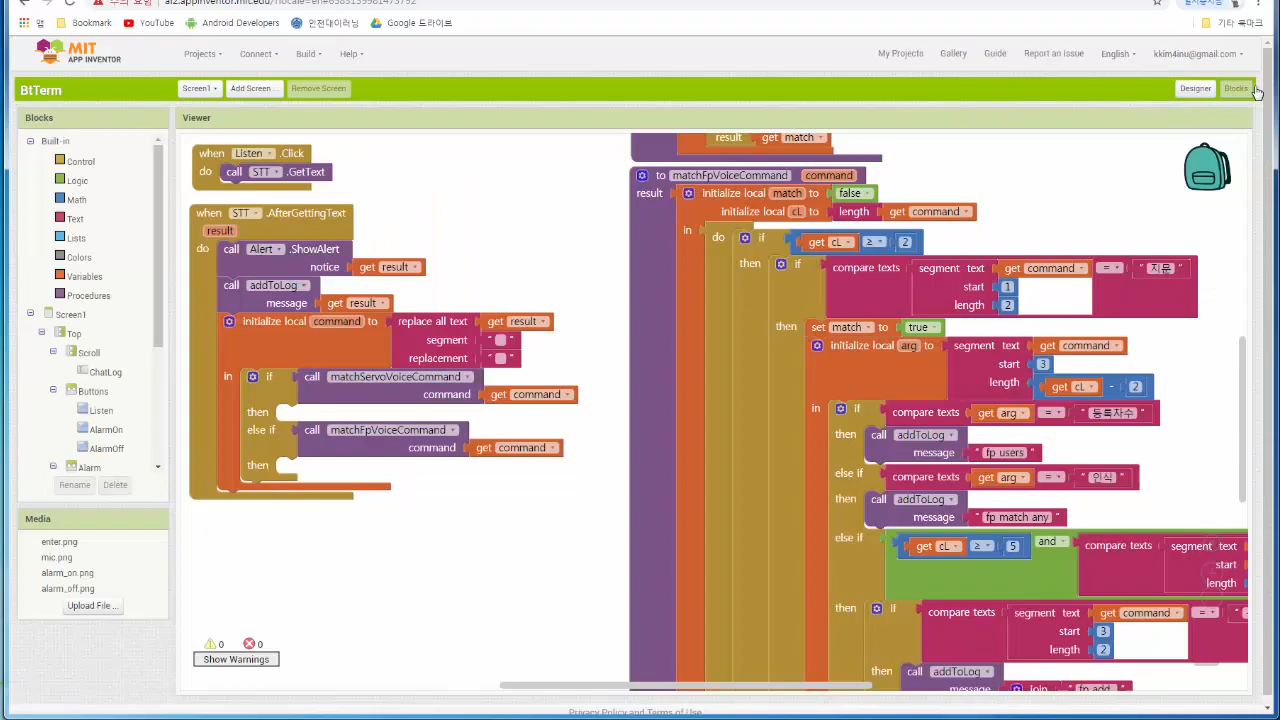 앱
Bookmark
YouTube
Android Developers
인전대이러닝
Google 드라이브
기타 북마크
MIT
APP INVENTOR
Projects
Connect
Build
Help
My Projects
Gallery
Guide
Report an Issue
English
kkim4inu@gmail.com
BtTerm
Screen1
Add Screen...
Remove Screen
Designer
Blocks
Blocks
Viewer
Built-in
Control
Logic
Math
Text
Lists
Colors
Variables
Procedures
Screen1
Top
Scroll
ChatLog
Buttons
Listen
AlarmOn
AlarmOff
Alarm
Rename
Delete
Media
enter.png
mic.png
alarm_on.png
alarm_off.png
Upload File ...
when Listen .Click
do call STT .GetText
when STT .AfterGettingText
result
do call Alert .ShowAlert
notice get result
call addToLog
message get result
initialize local command to replace all text get result
segment " "
replacement " "
in if call matchServoVoiceCommand
command get command
then
else if call matchFpVoiceCommand
command get command
then
0 0
Show Warnings
result get match
to matchFpVoiceCommand command
result initialize local match to false
initialize local cL to length get command
in do if get cL ≥ 2
then if compare texts segment text get command = " 지문 "
start 1
length 2
then set match to true
initialize local arg to segment text get command
start 3
length get cL - 2
in if compare texts get arg = " 등록자수 "
then call addToLog
message " fp users "
else if compare texts get arg = " 인식 "
then call addToLog
message " fp match any "
else if get cL ≥ 5 and compare texts segment text
start
length
then if compare texts segment text get command = "
start 3
length 2
then call addToLog
message join " fp add
Privacy Policy and Terms of Use